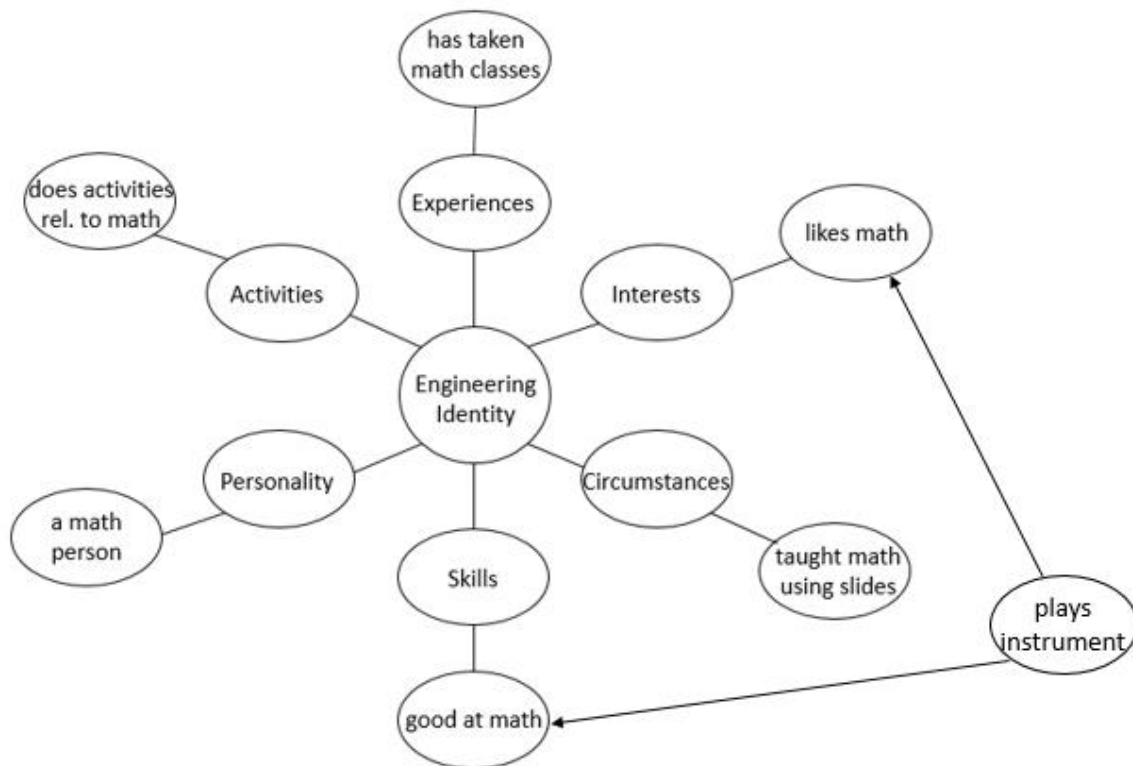 has taken
math classes
does activities
rel. to math
Experiences
likes math
Activities
Interests
Engineering
Identity
Personality
Circumstances
a math
person
Skills
taught math
using slides
plays
instrument
good at math